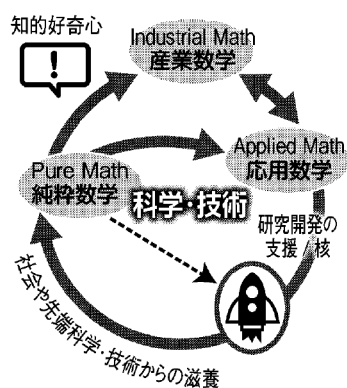 知的好奇心
!
Industrial Math
産業数学
Applied Math
応用数学
Pure Math
純粋数学
科学・技術
研究開発の
支援/核
社会や先端科学・技術からの滋養